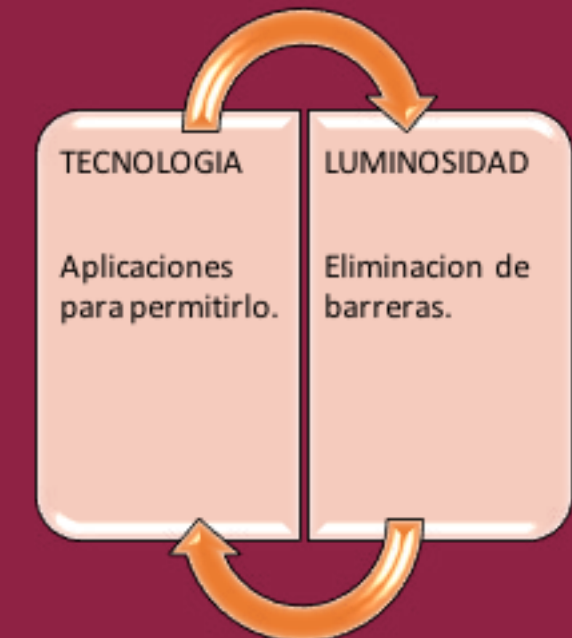 TECNOLOGIA
Aplicaciones
para permitirlo.
LUMINOSIDAD
Eliminacion de
barreras.